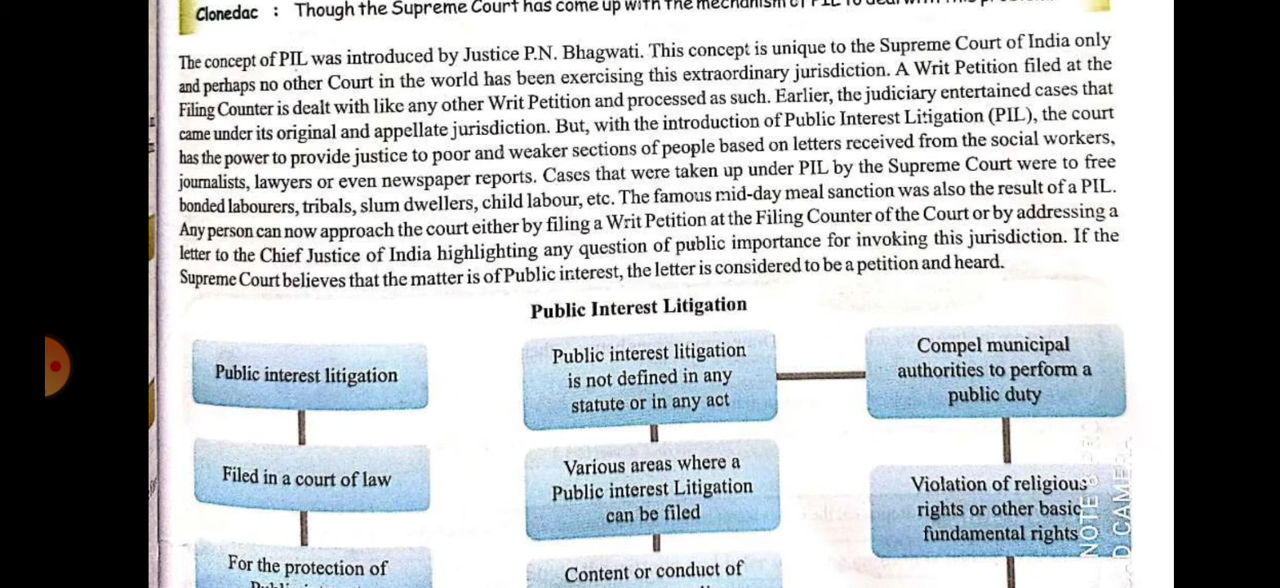 Clonedac : Though the Supreme Court has come up with the mechanism of PIL to deal with this
The concept of PIL was introduced by Justice P.N. Bhagwati. This concept is unique to the Supreme Court of India only
and perhaps no other Court in the world has been exercising this extraordinary jurisdiction. A Writ Petition filed at the
Filing Counter is dealt with like any other Writ Petition and processed as such. Earlier, the judiciary entertained cases that
came under its original and appellate jurisdiction. But, with the introduction of Public Interest Litigation (PIL), the court
has the power to provide justice to poor and weaker sections of people based on letters received from the social workers,
journalists, lawyers or even newspaper reports. Cases that were taken up under PIL by the Supreme Court were to free
bonded labourers, tribals, slum dwellers, child labour, etc. The famous mid-day meal sanction was also the result of a PIL.
Any person can now approach the court either by filing a Writ Petition at the Filing Counter of the Court or by addressing a
letter to the Chief Justice of India highlighting any question of public importance for invoking this jurisdiction. If the
Supreme Court believes that the matter is of Public interest, the letter is considered to be a petition and heard.
Public Interest Litigation
Public interest litigation
Filed in a court of law
For the protection of
Public interest litigation
is not defined in any
statute or in any act
Various areas where a
Public interest Litigation
can be filed
Content or conduct of
Compel municipal
authorities to perform a
public duty
Violation of religious
rights or other basic
fundamental rights
NOTE
CAMER